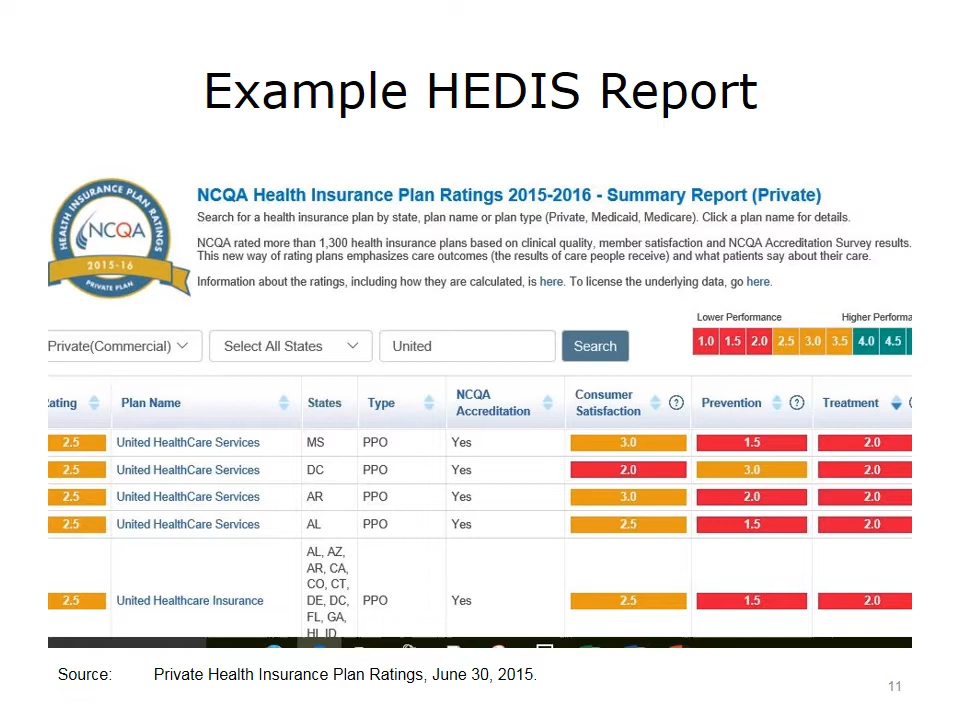 Example HEDIS Report
HEALTH INSURANCE PLAN RATINGS
NCQA
2015-16
PRIVATE PLAN
NCQA Health Insurance Plan Ratings 2015-2016 - Summary Report (Private)
Search for a health insurance plan by state, plan name or plan type (Private, Medicaid, Medicare). Click a plan name for details.
NCQA rated more than 1,300 health insurance plans based on clinical quality, member satisfaction and NCQA Accreditation Survey results.
This new way of rating plans emphasizes care outcomes (the results of care people receive) and what patients say about their care.
Information about the ratings, including how they are calculated, is here. To license the underlying data, go here.
Lower Performance Higher Performa
1.0 1.5 2.0 2.5 3.0 3.5 4.0 4.5
Private(Commercial) Select All States United Search
ating Plan Name States Type NCQA Accreditation Consumer Satisfaction ? Prevention ? Treatment
2.5 United HealthCare Services MS PPO Yes 3.0 1.5 2.0
2.5 United HealthCare Services DC PPO Yes 2.0 3.0 2.0
2.5 United HealthCare Services AR PPO Yes 3.0 2.0 2.0
2.5 United HealthCare Services AL PPO Yes 2.5 1.5 2.0
AL, AZ,
AR, CA,
CO, CT,
2.5 United Healthcare Insurance DE, DC, PPO Yes 2.5 1.5 2.0
FL, GA,
HI, ID
Source: Private Health Insurance Plan Ratings, June 30, 2015.
11